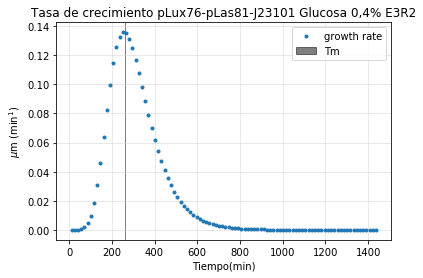 Tasa de crecimiento pLux76-pLas81-J23101 Glucosa 0,4% E3R2
growth rate
Tm
0.14
0.12
0.10
0.08
0.06
0.04
0.02
0.00
μm (min¹)
0 200 400 600 800 1000 1200 1400
Tiempo(min)